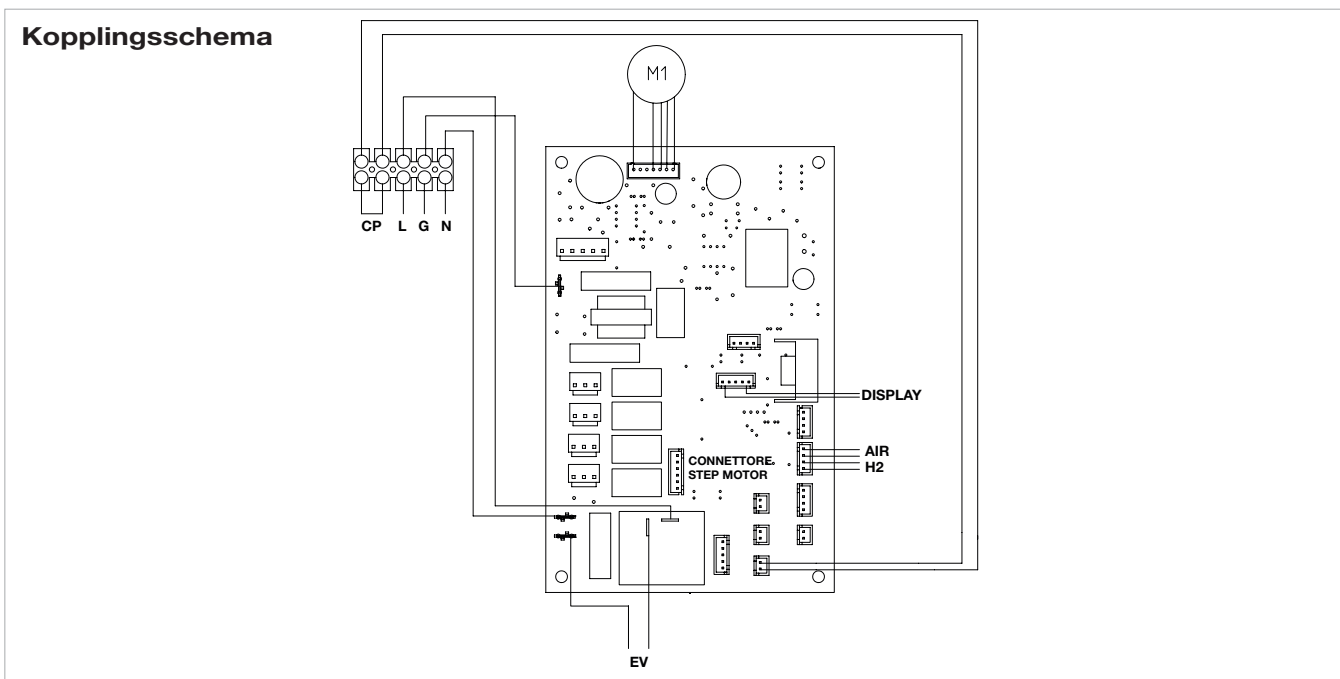 Kopplingsschema
M1
CP L G N
DISPLAY
AIR
H2
CONNETTORE
STEP MOTOR
EV